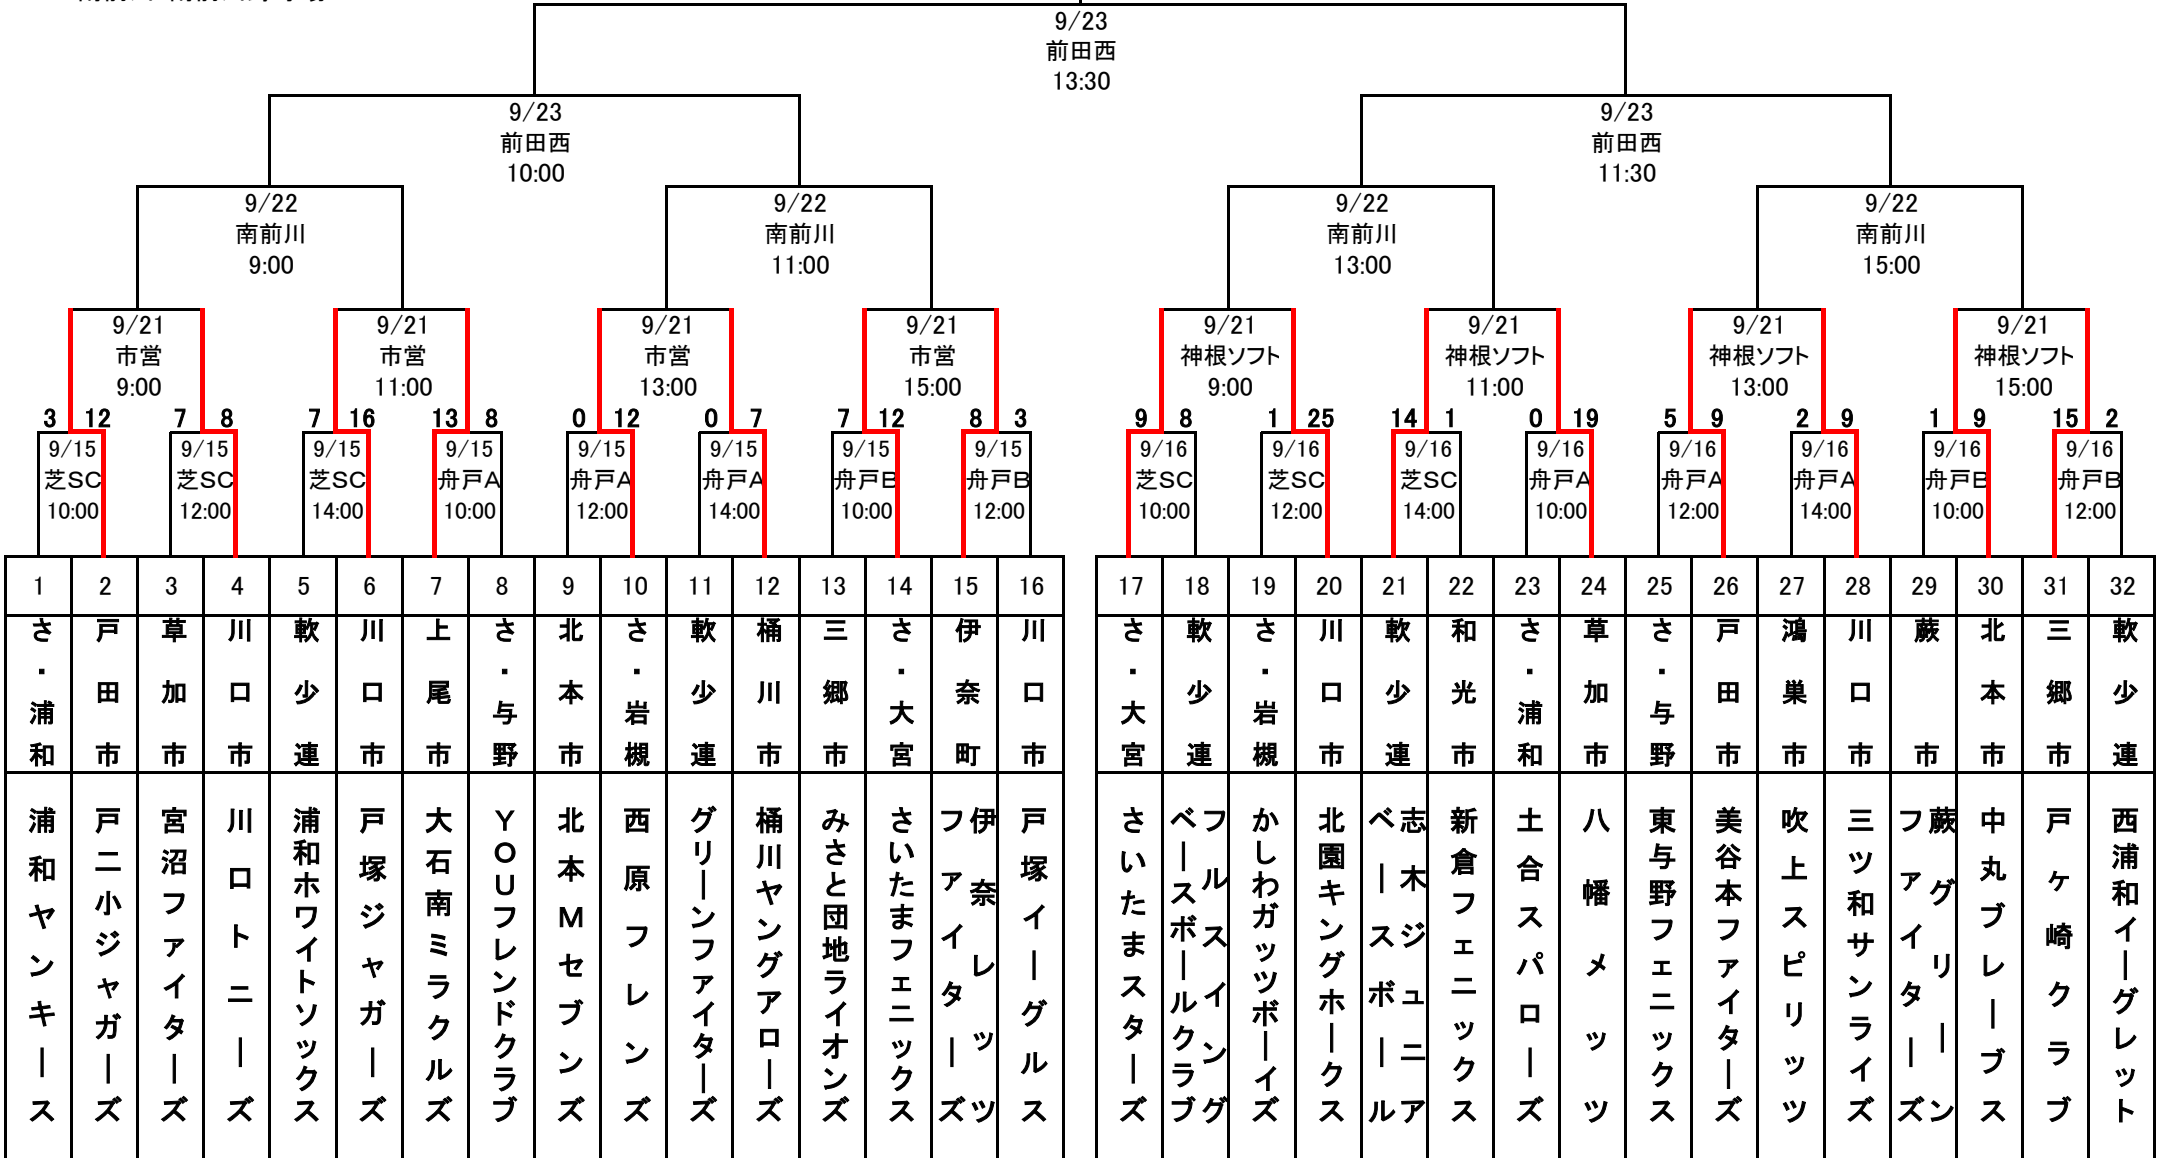 9/23
前田西
13:30
9/23
前田西
10:00
9/23
前田西
11:30
9/22
南前川
9:00
9/22
南前川
11:00
9/22
南前川
13:00
9/22
南前川
15:00
9/21
市営
9:00
9/21
市営
11:00
9/21
市営
13:00
9/21
市営
15:00
9/21
神根ソフト
9:00
9/21
神根ソフト
11:00
9/21
神根ソフト
13:00
9/21
神根ソフト
15:00
3 12 7 8 7 16 13 8 0 12 0 7 7 12 8 3 9 8 1 25 14 1 0 19 5 9 2 9 1 9 15 2
9/15
芝SC
10:00
9/15
芝SC
12:00
9/15
芝SC
14:00
9/15
舟戸A
10:00
9/15
舟戸A
12:00
9/15
舟戸A
14:00
9/15
舟戸B
10:00
9/15
舟戸B
12:00
9/16
芝SC
10:00
9/16
芝SC
12:00
9/16
芝SC
14:00
9/16
舟戸A
10:00
9/16
舟戸A
12:00
9/16
舟戸A
14:00
9/16
舟戸B
10:00
9/16
舟戸B
12:00
1 2 3 4 5 6 7 8 9 10 11 12 13 14 15 16 17 18 19 20 21 22 23 24 25 26 27 28 29 30 31 32
さ・浦和
戸田市
草加市
川口市
軟少連
川口市
上尾市
さ・与野
北本市
さ・岩槻
軟少連
桶川市
三郷市
さ・大宮
伊奈町
川口市
さ・大宮
軟少連
さ・岩槻
川口市
軟少連
和光市
さ・浦和
草加市
さ・与野
戸田市
鴻巣市
川口市
蕨市
北本市
三郷市
軟少連
浦和ヤンキース
戸二小ジャガーズ
宮沼ファイターズ
川口トニーズ
浦和ホワイトソックス
戸塚ジャガーズ
大石南ミラクルズ
YOUフレンドクラブ
北本Mセブンズ
西原フレンズ
グリーンファイターズ
桶川ヤングアローズ
みさと団地ライオンズ
さいたまフェニックス
伊奈レッツ
ファイターズ
戸塚イーグルス
さいたまスターズ
フルスイング
ベースボールクラブ
かしわガッツボーイズ
北園キングホークス
志木ジュニア
ベースボール
新倉フェニックス
土合スパローズ
八幡メッツ
東与野フェニックス
美谷本ファイターズ
吹上スピリッツ
三ツ和サンライズ
蕨グリーン
ファイターズ
中丸ブレーブス
戸ヶ崎クラブ
西浦和イーグレット